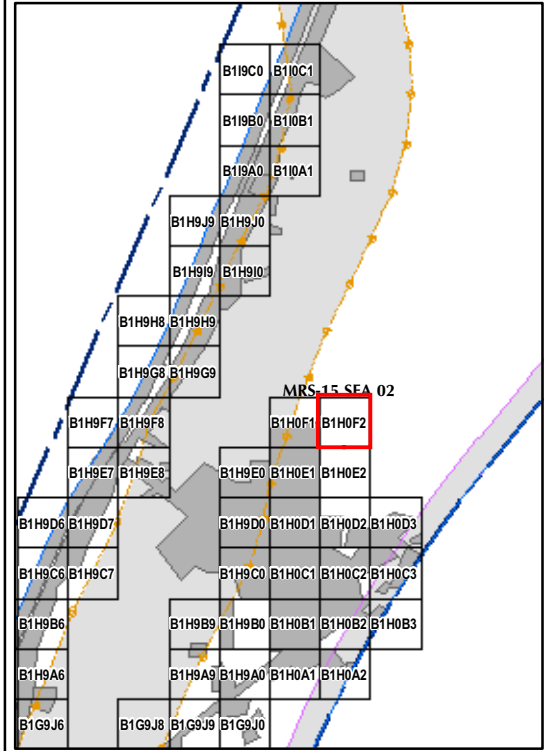 B1I9C0 B1I0C1
B1I9B0 B1I0B1
B1I9A0 B1I0A1
B1H9J9 B1H9J0
B1H9I9 B1H9I0
B1H9H8 B1H9H9
B1H9G8 B1H9G9
MRS-15 SEA 02
B1H9F7 B1H9F8 B1H0F1 B1H0F2
B1H9E7 B1H9E8 B1H9E0 B1H0E1 B1H0E2
B1H9D6 B1H9D7 B1H9D0 B1H0D1 B1H0D2 B1H0D3
B1H9C6 B1H9C7 B1H9C0 B1H0C1 B1H0C2 B1H0C3
B1H9B6 B1H9B9 B1H9B0 B1H0B1 B1H0B2 B1H0B3
B1H9A6 B1H9A9 B1H9A0 B1H0A1 B1H0A2
B1G9J6 B1G9J8 B1G9J9 B1G9J0